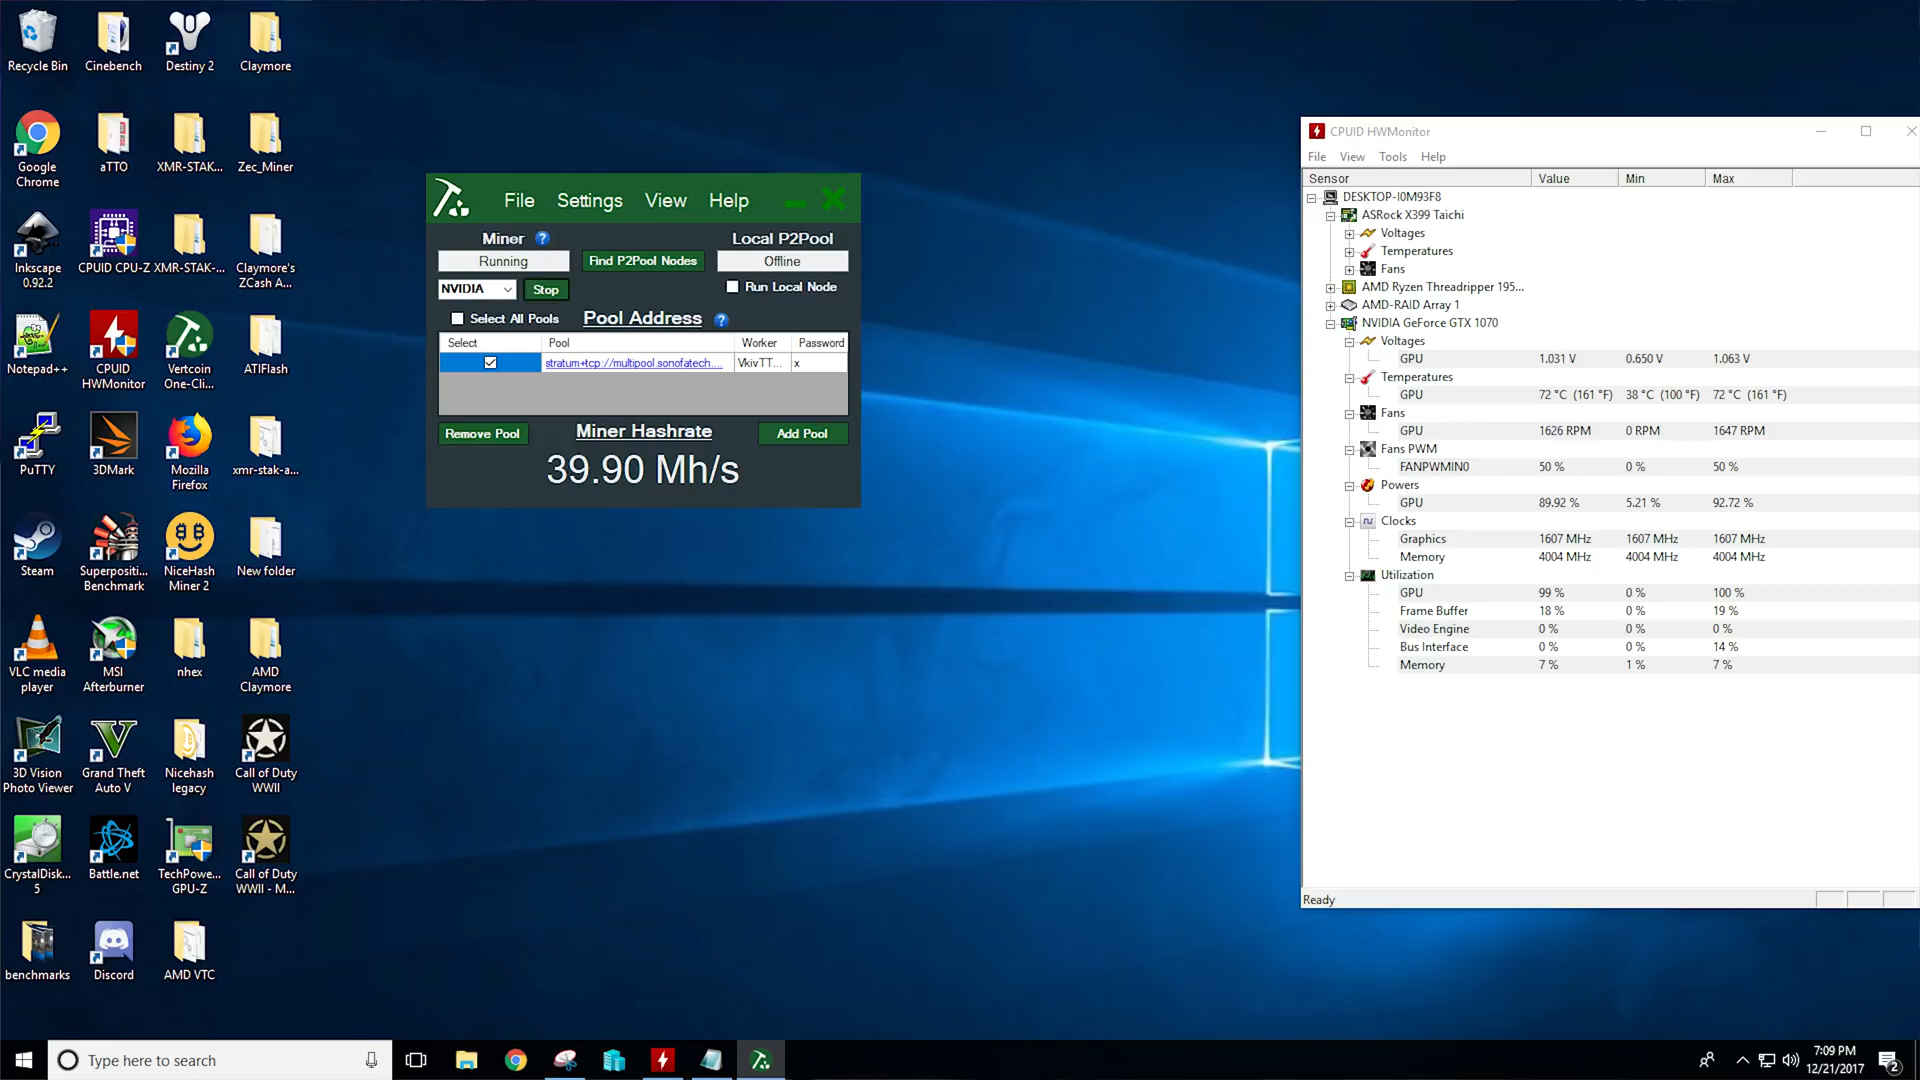 Recycle Bin
Cinebench
Destiny 2
Claymore
Google
Chrome
aTTO
XMR-STAK...
Zec_Miner
Inkscape
0.92.2
CPUID CPU-Z
XMR-STAK-...
Claymore's
ZCash A...
Notepad++
CPUID
HWMonitor
Vertcoin
One-Cli...
ATIFlash
PuTTY
3DMark
Mozilla
Firefox
xmr-stak-a...
Steam
Superpositi...
Benchmark
NiceHash
Miner 2
New folder
VLC media
player
MSI
Afterburner
nhex
AMD
Claymore
3D Vision
Photo Viewer
Grand Theft
Auto V
Nicehash
legacy
Call of Duty
WWII
CrystalDisk...
5
Battle.net
TechPowe...
GPU-Z
Call of Duty
WWII - M...
benchmarks
Discord
AMD VTC
File Settings View Help
Miner ? Local P2Pool
Running Find P2Pool Nodes Offline
NVIDIA Stop Run Local Node
Select All Pools Pool Address ?
Select Pool Worker Password
stratum+tcp://multipool.sonofatech.... VkivTT... x
Remove Pool Miner Hashrate Add Pool
39.90 Mh/s
CPUID HWMonitor
File View Tools Help
Sensor Value Min Max
DESKTOP-I0M93F8
ASRock X399 Taichi
Voltages
Temperatures
Fans
AMD Ryzen Threadripper 195...
AMD-RAID Array 1
NVIDIA GeForce GTX 1070
Voltages
GPU 1.031 V 0.650 V 1.063 V
Temperatures
GPU 72 °C (161 °F) 38 °C (100 °F) 72 °C (161 °F)
Fans
GPU 1626 RPM 0 RPM 1647 RPM
Fans PWM
FANPWMIN0 50 % 0 % 50 %
Powers
GPU 89.92 % 5.21 % 92.72 %
Clocks
Graphics 1607 MHz 1607 MHz 1607 MHz
Memory 4004 MHz 4004 MHz 4004 MHz
Utilization
GPU 99 % 0 % 100 %
Frame Buffer 18 % 0 % 19 %
Video Engine 0 % 0 % 0 %
Bus Interface 0 % 0 % 14 %
Memory 7 % 1 % 7 %
Ready
Type here to search
7:09 PM
12/21/2017
2